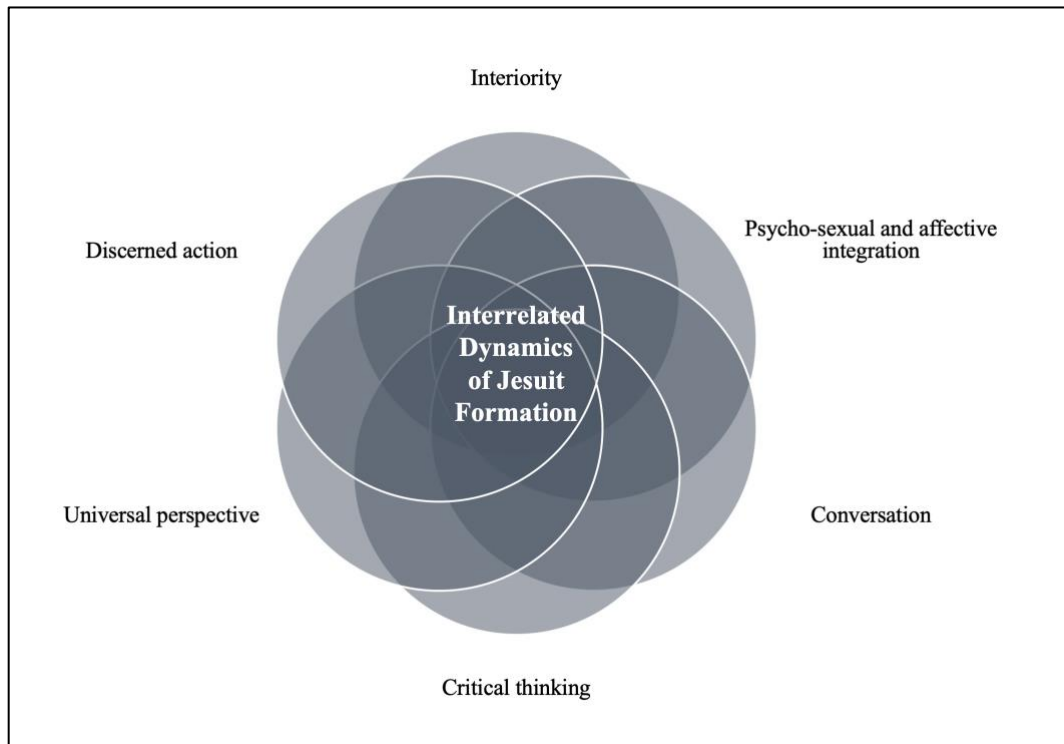 Interiority
Psycho-sexual and affective
integration
Discerned action
Interrelated
Dynamics
of Jesuit
Formation
Universal perspective
Conversation
Critical thinking